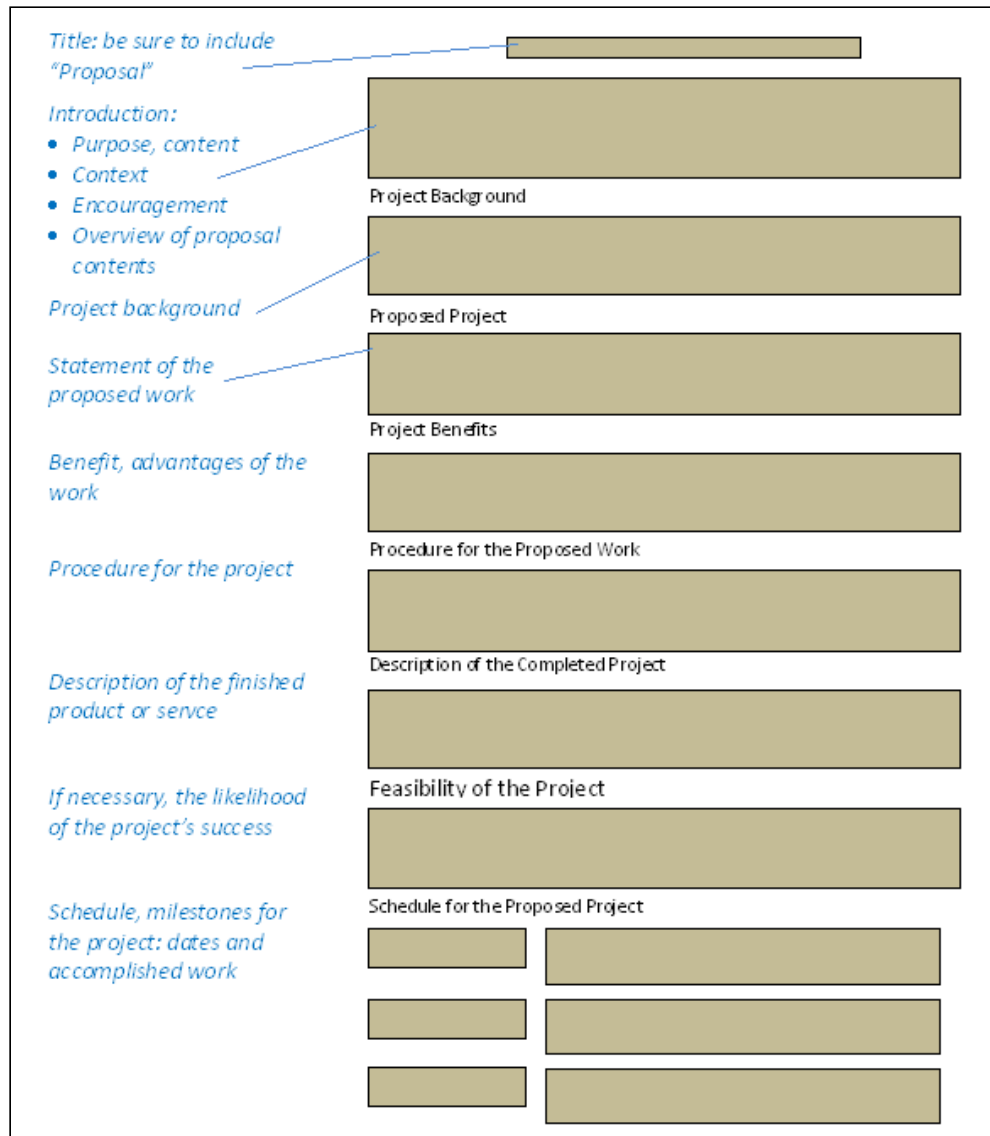 Title: be sure to include
“Proposal”
Introduction:
• Purpose, content
• Context
• Encouragement
• Overview of proposal
contents
Project Background
Project background
Proposed Project
Statement of the
proposed work
Project Benefits
Benefit, advantages of the
work
Procedure for the Proposed Work
Procedure for the project
Description of the Completed Project
Description of the finished
product or servce
Feasibility of the Project
If necessary, the likelihood
of the project’s success
Schedule for the Proposed Project
Schedule, milestones for
the project: dates and
accomplished work